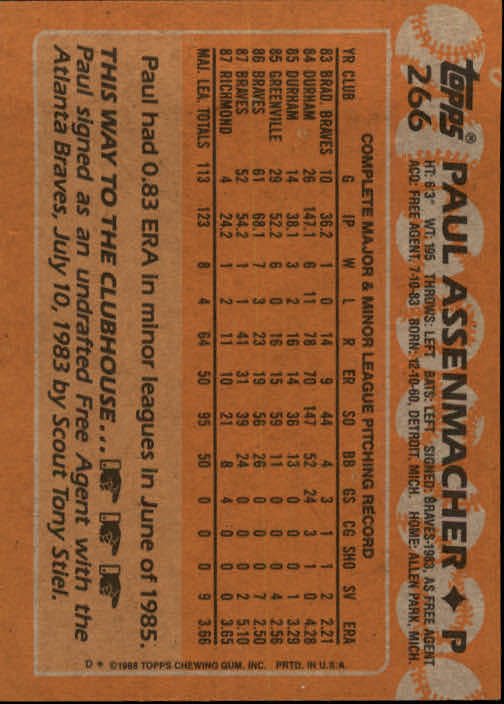 topps® PAUL ASSENMACHER ♦ P
266 HT: 6'3" WT: 195 THROWS: LEFT BATS: LEFT SIGNED: BRAVES-1983, AS FREE AGENT
ACQ: FREE AGENT, 7-10-83 BORN: 12-10-60, DETROIT, MICH. HOME: ALLEN PARK, MICH.
COMPLETE MAJOR & MINOR LEAGUE PITCHING RECORD
YR CLUB G IP W L R ER SO BB GS CG SHO SV ERA
83 BRAD. BRAVES 10 36.2 1 0 14 9 44 4 3 1 1 2 2.21
84 DURHAM 26 147.1 6 11 78 70 147 52 24 3 1 0 4.28
85 DURHAM 14 38.1 3 2 16 14 36 13 0 0 0 1 3.29
85 GREENVILLE 29 52.2 6 0 16 15 59 11 0 0 0 4 2.56
86 BRAVES 61 68.1 7 3 23 19 56 26 0 0 0 7 2.50
87 BRAVES 52 54.2 1 1 41 31 39 24 0 0 0 2 5.10
87 RICHMOND 4 24.2 1 2 11 10 21 8 4 0 0 0 3.65
MAJ. LEA. TOTALS 113 123 8 4 64 50 95 50 0 0 0 9 3.66
D* ©1988 TOPPS CHEWING GUM, INC. PRTD. IN U.S.A.
Paul had 0.83 ERA in minor leagues in June of 1985.
THIS WAY TO THE CLUBHOUSE...
Paul signed as an undrafted Free Agent with the
Atlanta Braves, July 10, 1983 by Scout Tony Stiel.